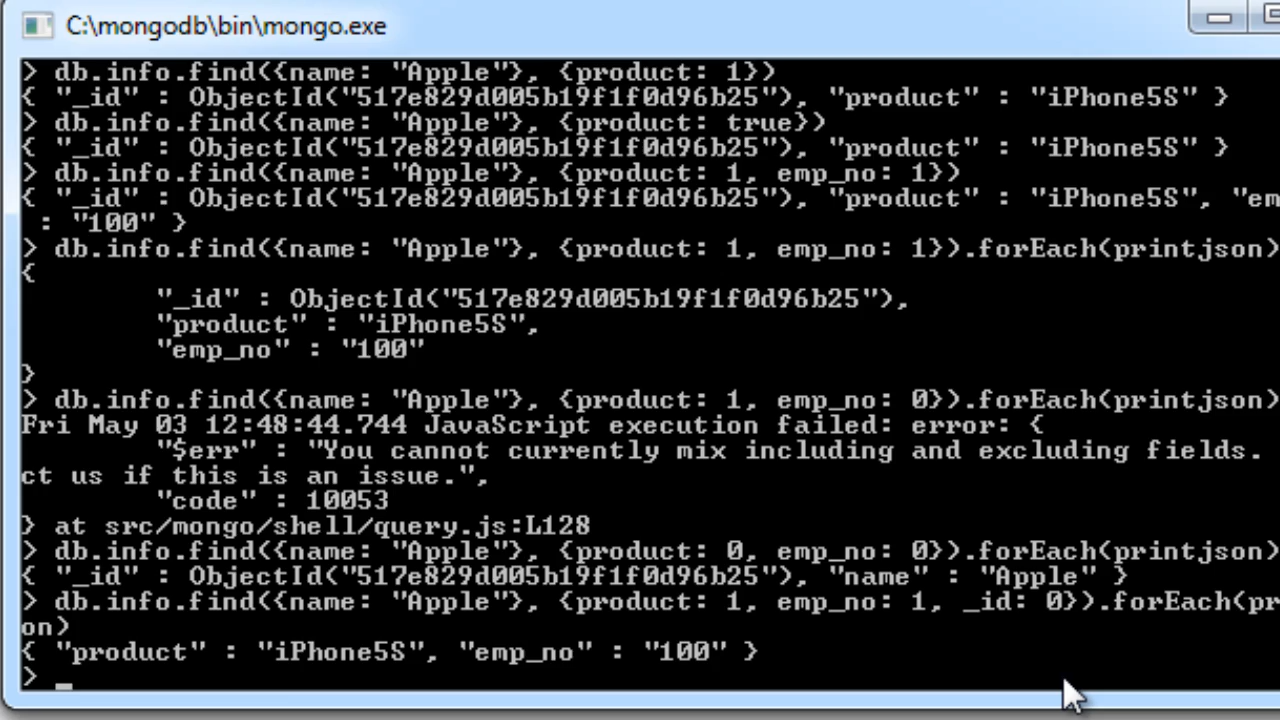 C:\mongodb\bin\mongo.exe
> db.info.find({name: "Apple"}, {product: 1})
{ "_id" : ObjectId("517e829d005b19f1f0d96b25"), "product" : "iPhone5S" }
> db.info.find({name: "Apple"}, {product: true})
{ "_id" : ObjectId("517e829d005b19f1f0d96b25"), "product" : "iPhone5S" }
> db.info.find({name: "Apple"}, {product: 1, emp_no: 1})
{ "_id" : ObjectId("517e829d005b19f1f0d96b25"), "product" : "iPhone5S", "em
 : "100" }
> db.info.find({name: "Apple"}, {product: 1, emp_no: 1}).forEach(printjson)
{
        "_id" : ObjectId("517e829d005b19f1f0d96b25"),
        "product" : "iPhone5S",
        "emp_no" : "100"
}
> db.info.find({name: "Apple"}, {product: 1, emp_no: 0}).forEach(printjson)
Fri May 03 12:48:44.744 JavaScript execution failed: error: {
        "$err" : "You cannot currently mix including and excluding fields.
ct us if this is an issue.",
        "code" : 10053
} at src/mongo/shell/query.js:L128
> db.info.find({name: "Apple"}, {product: 0, emp_no: 0}).forEach(printjson)
{ "_id" : ObjectId("517e829d005b19f1f0d96b25"), "name" : "Apple" }
> db.info.find({name: "Apple"}, {product: 1, emp_no: 1, _id: 0}).forEach(pr
on)
{ "product" : "iPhone5S", "emp_no" : "100" }
> _